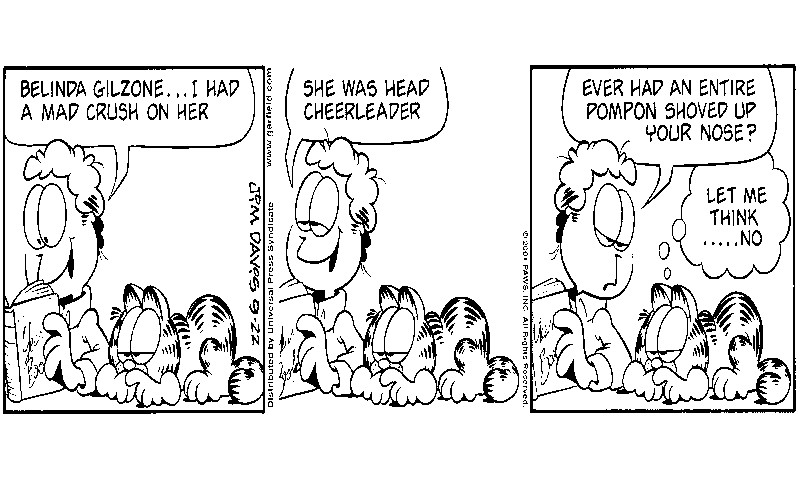 BELINDA GILZONE...I HAD
A MAD CRUSH ON HER
JIM DAVIS 9-22
www.garfield.com
Distributed by Universal Press Syndicate
SHE WAS HEAD
CHEERLEADER
© 2001 PAWS, INC. All Rights Reserved.
EVER HAD AN ENTIRE
POMPON SHOVED UP
YOUR NOSE?
LET ME
THINK
.....NO